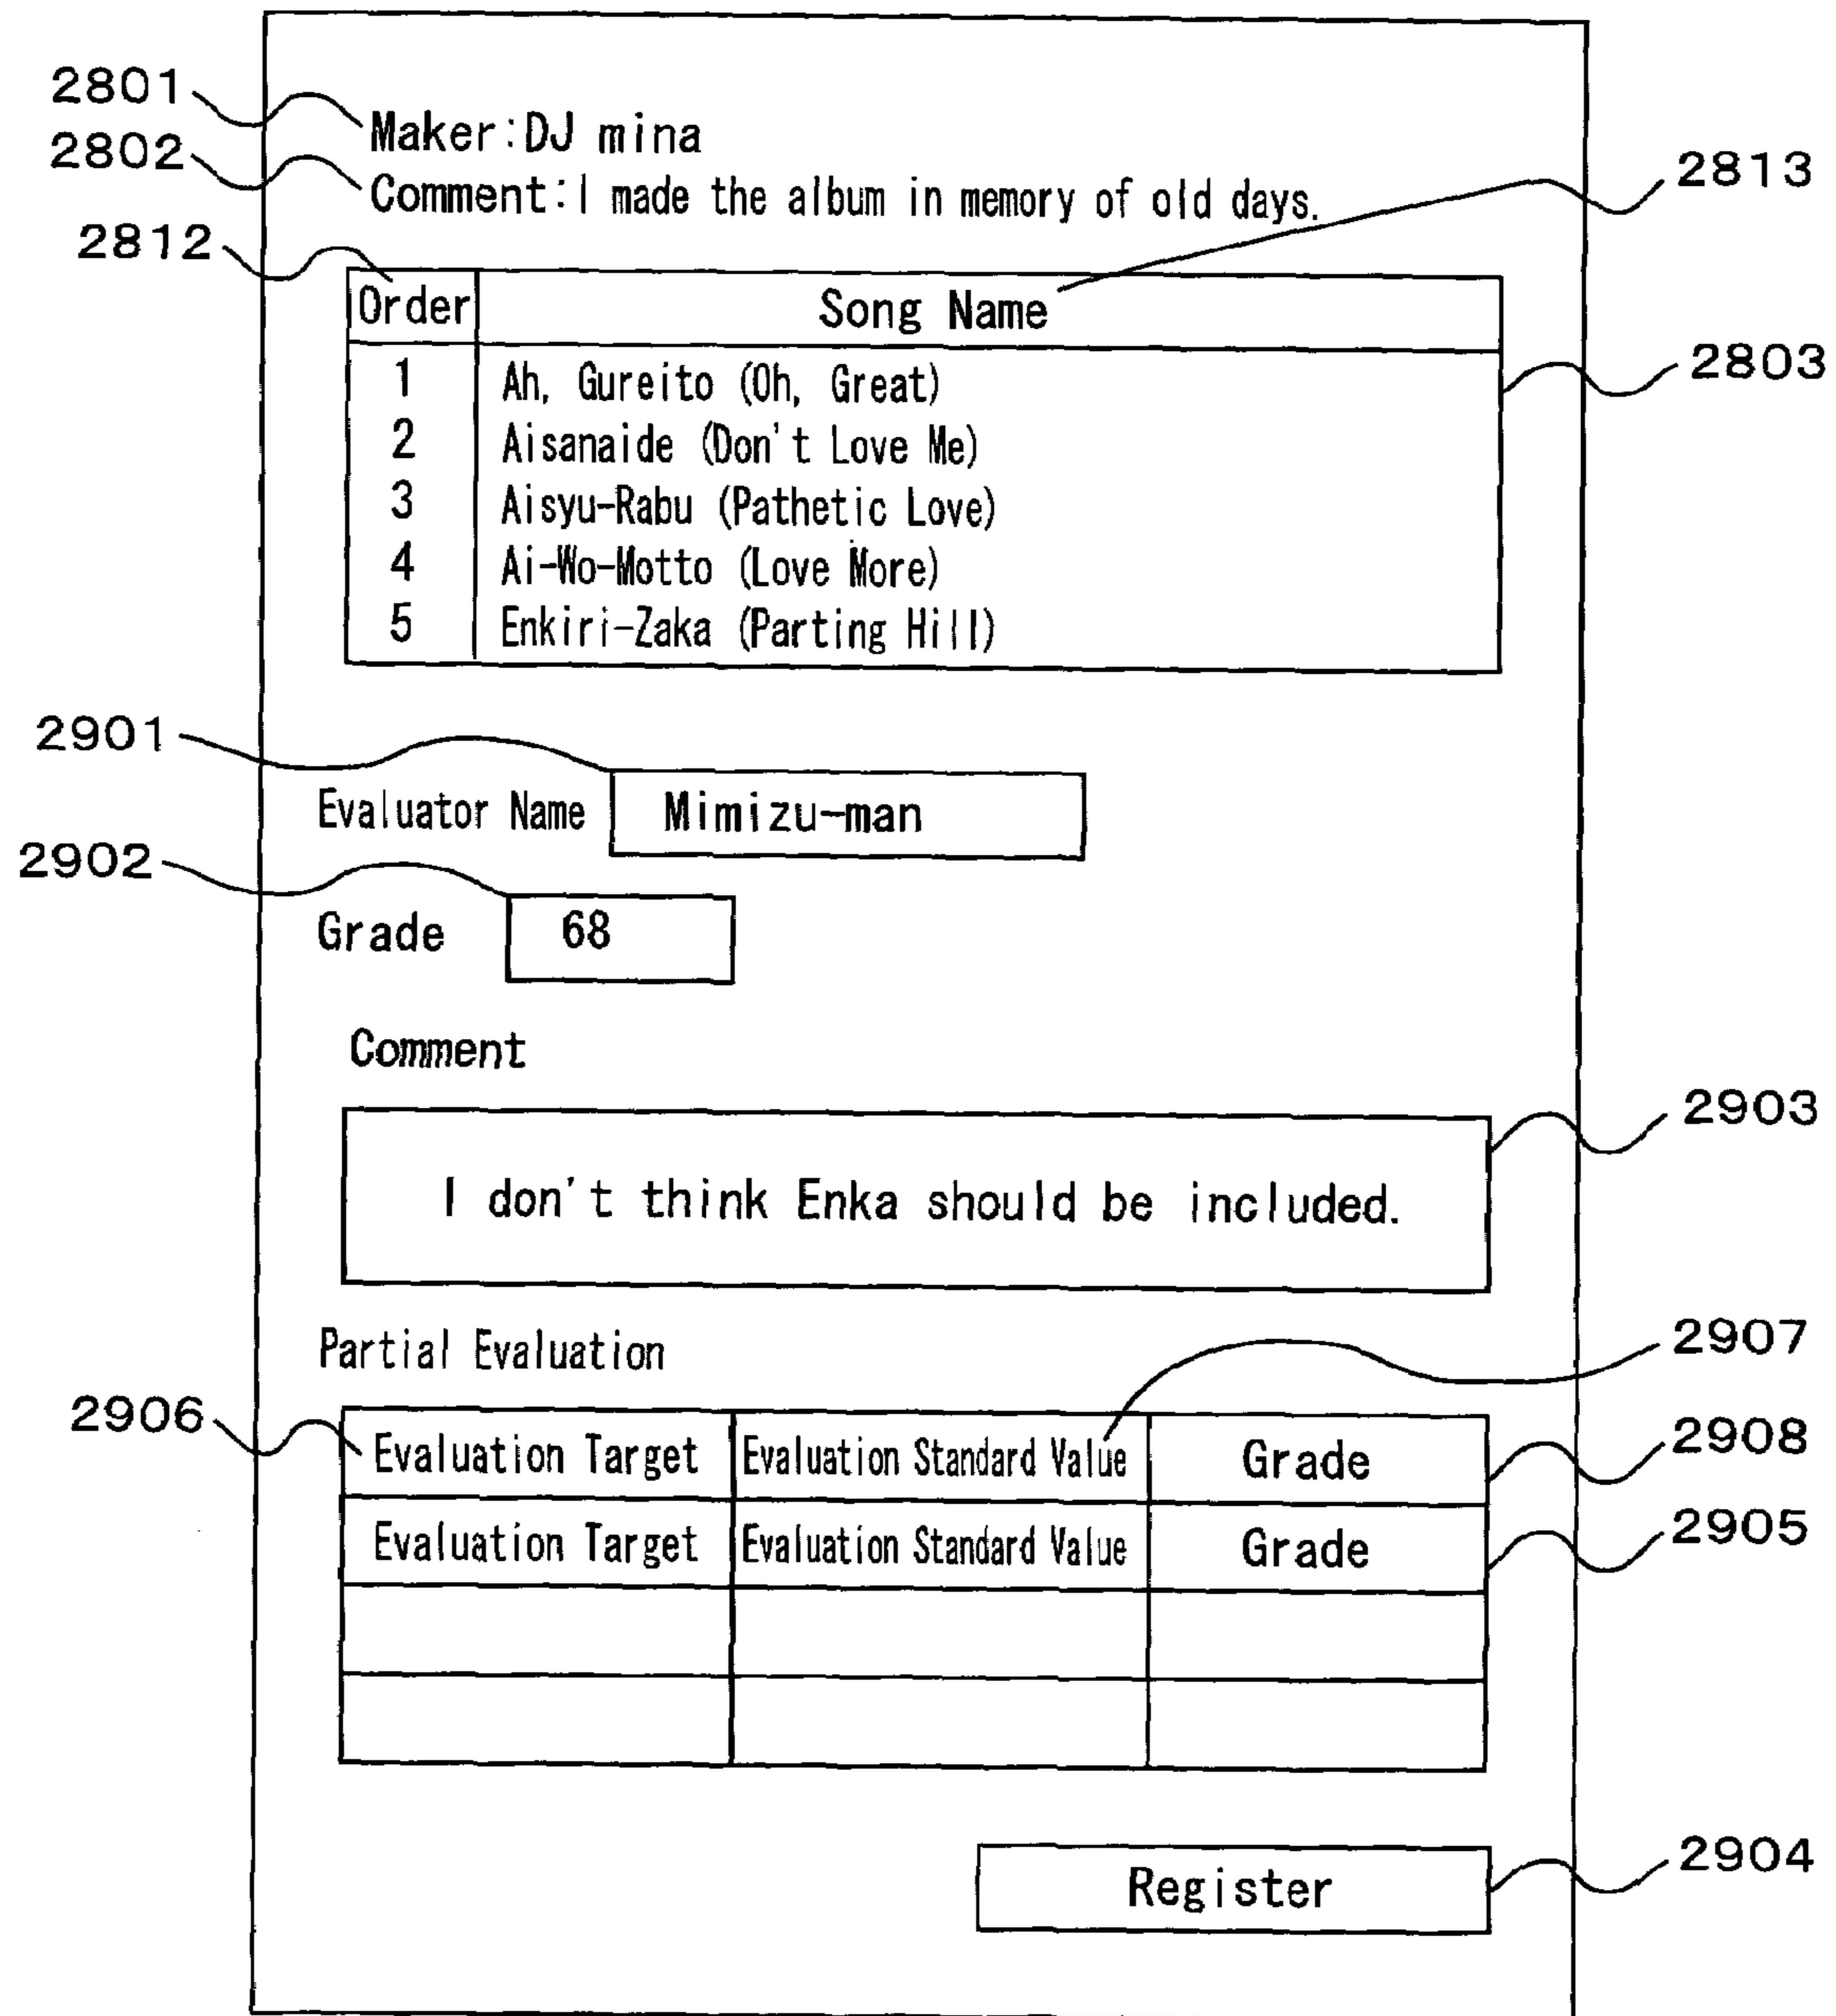 2801
Maker:DJ mina
2802
Comment:I made the album in memory of old days.
2813
2812
Order Song Name
2803
1 Ah, Gureito (Oh, Great)
2 Aisanaide (Don't Love Me)
3 Aisyu-Rabu (Pathetic Love)
4 Ai-Wo-Motto (Love More)
5 Enkiri-Zaka (Parting Hill)
2901
Evaluator Name Mimizu-man
2902
Grade 68
Comment
2903
I don't think Enka should be included.
Partial Evaluation
2907
2906
Evaluation Target Evaluation Standard Value Grade
2908
Evaluation Target Evaluation Standard Value Grade
2905
Register
2904